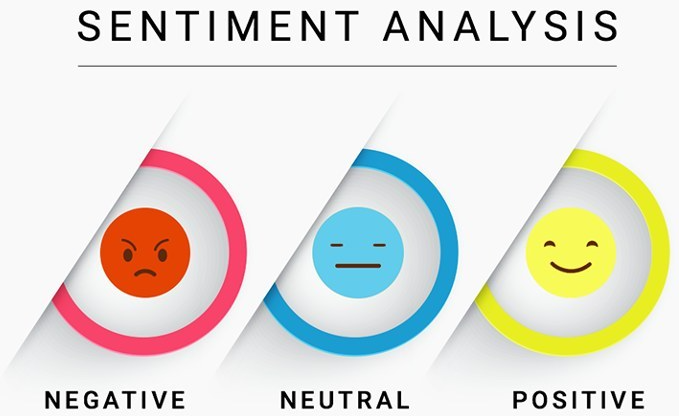 SENTIMENT ANALYSIS
NEGATIVE NEUTRAL POSITIVE